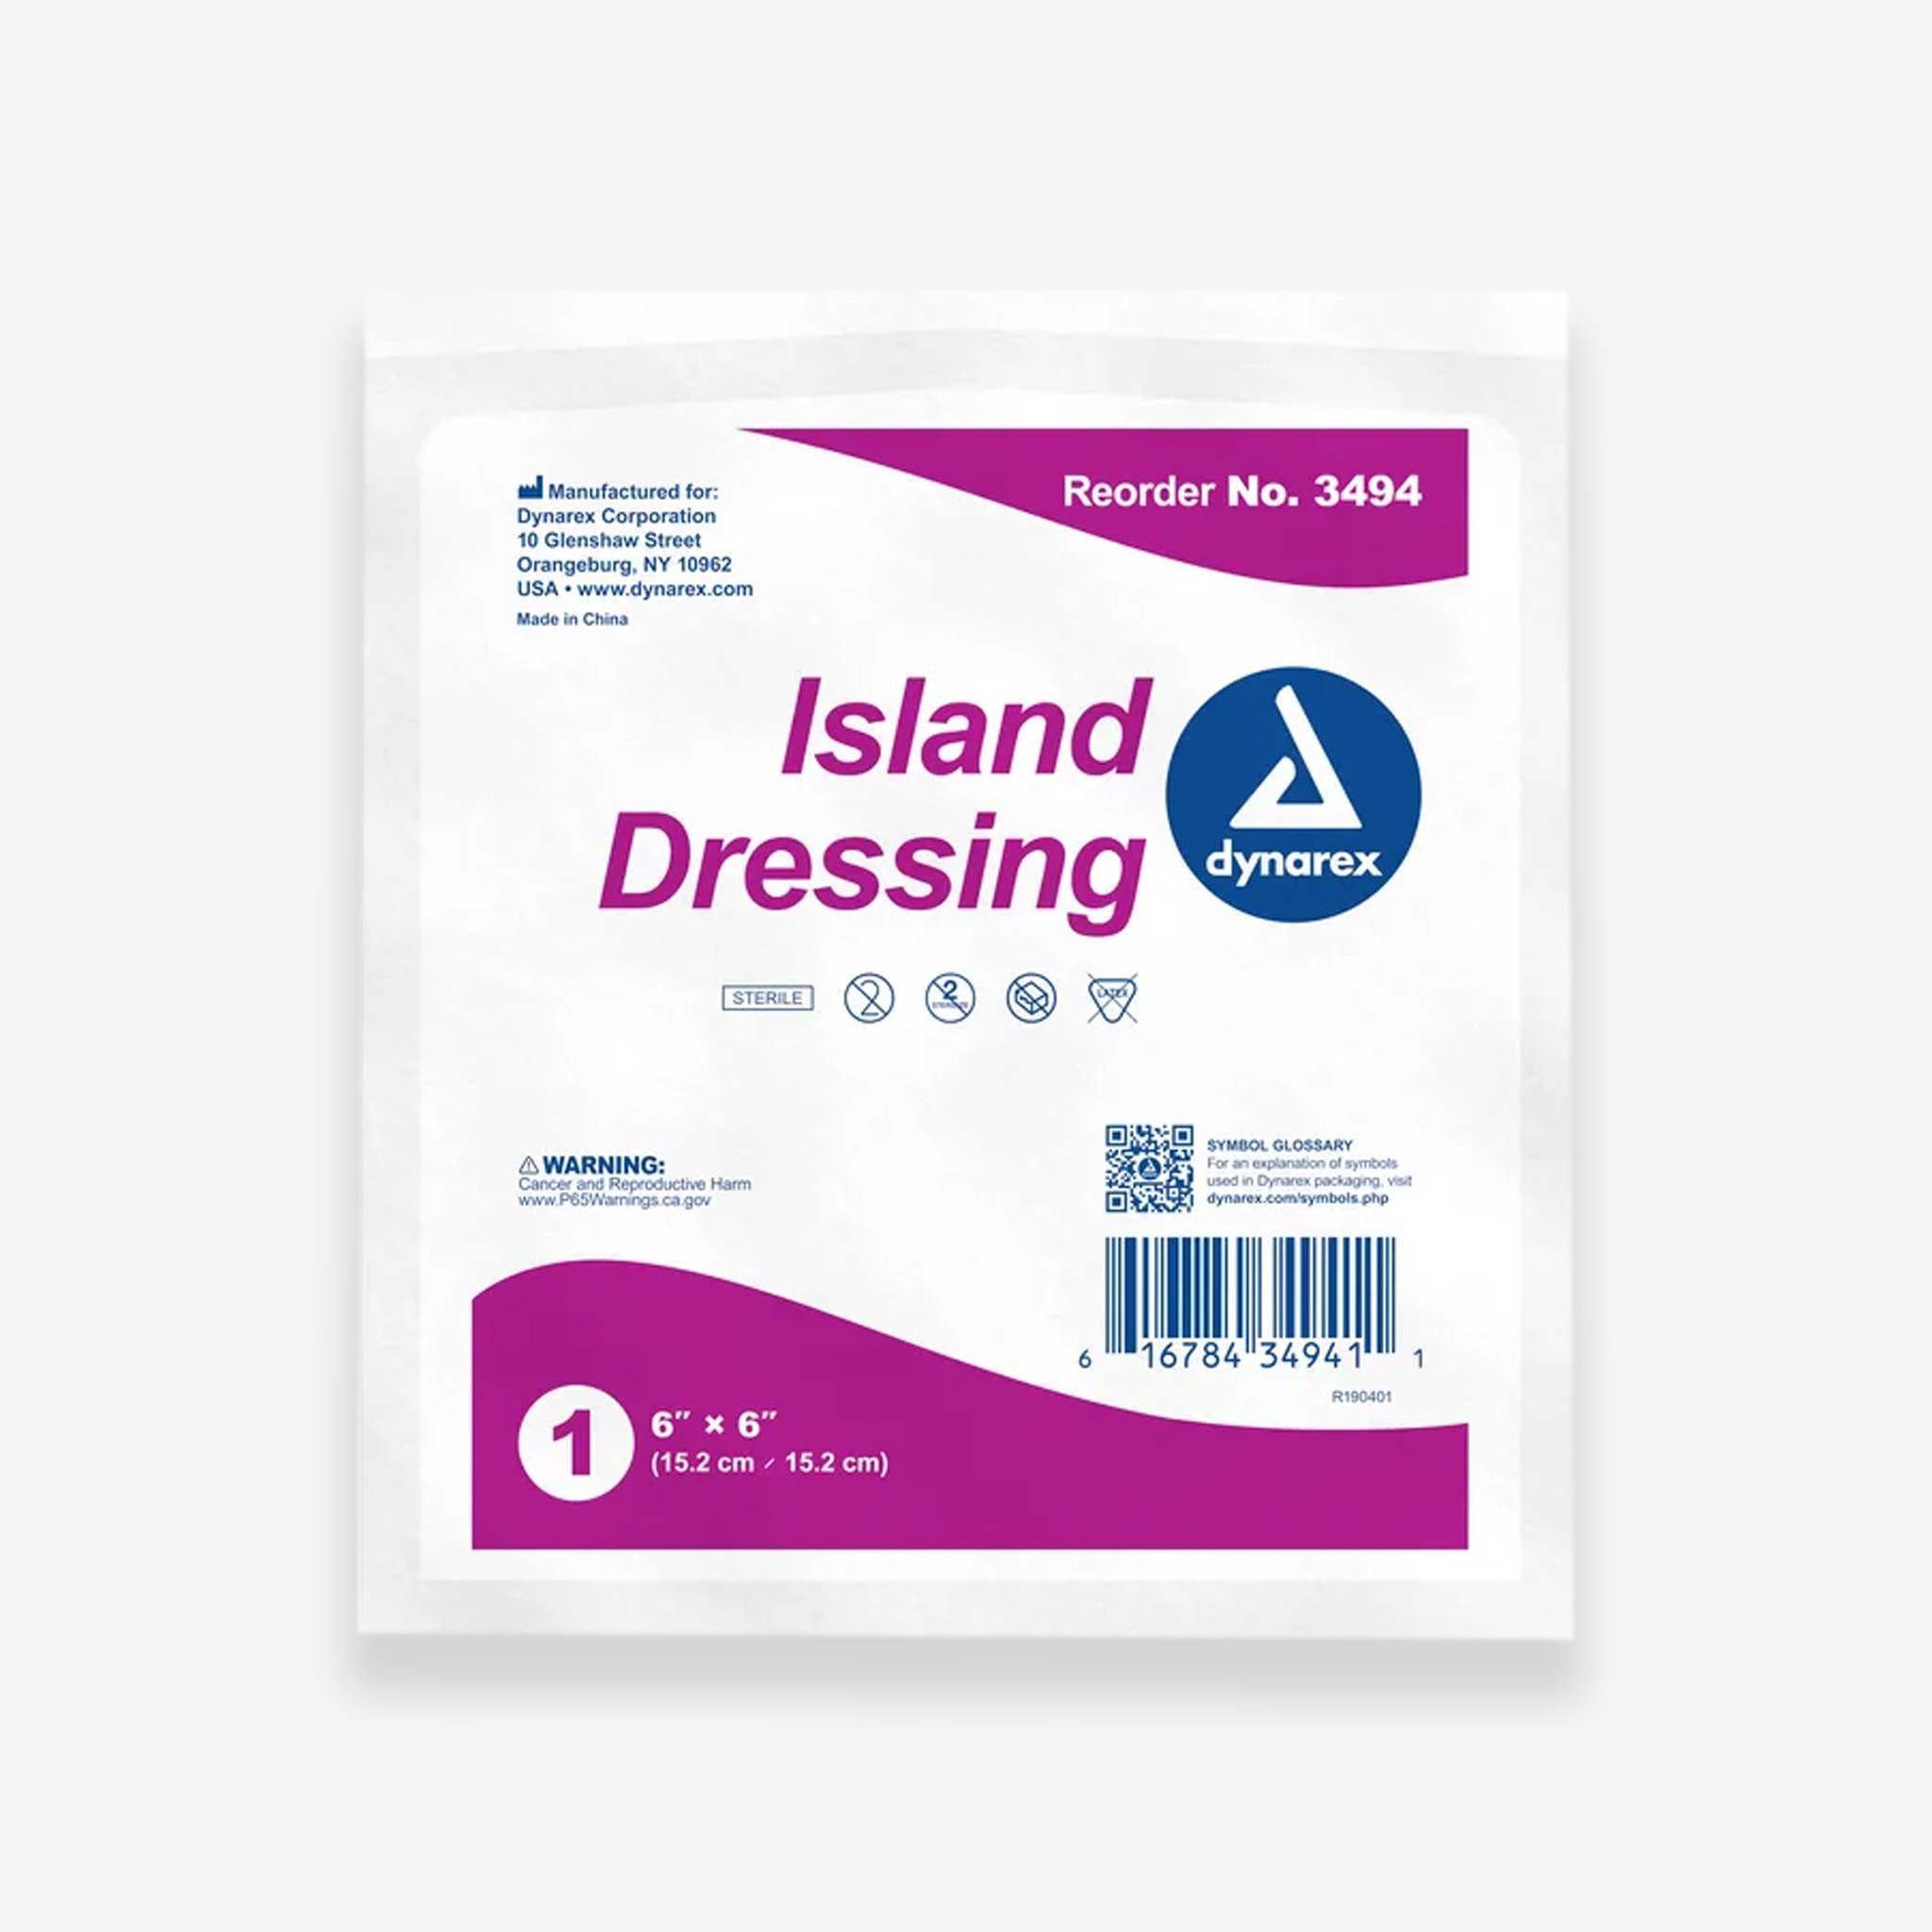 Reorder No. 3494
Manufactured for:
Dynarex Corporation
10 Glenshaw Street
Orangeburg, NY 10962
USA • www.dynarex.com
Made in China
Island
Dressing
dynarex
STERILE
2
2
STERILIZE
LATEX
⚠ WARNING:
Cancer and Reproductive Harm
www.P65Warnings.ca.gov
SYMBOL GLOSSARY
For an explanation of symbols
used in Dynarex packaging, visit
dynarex.com/symbols.php
6 16784 34941 1
R190401
1
6″ × 6″
(15.2 cm ⁄ 15.2 cm)